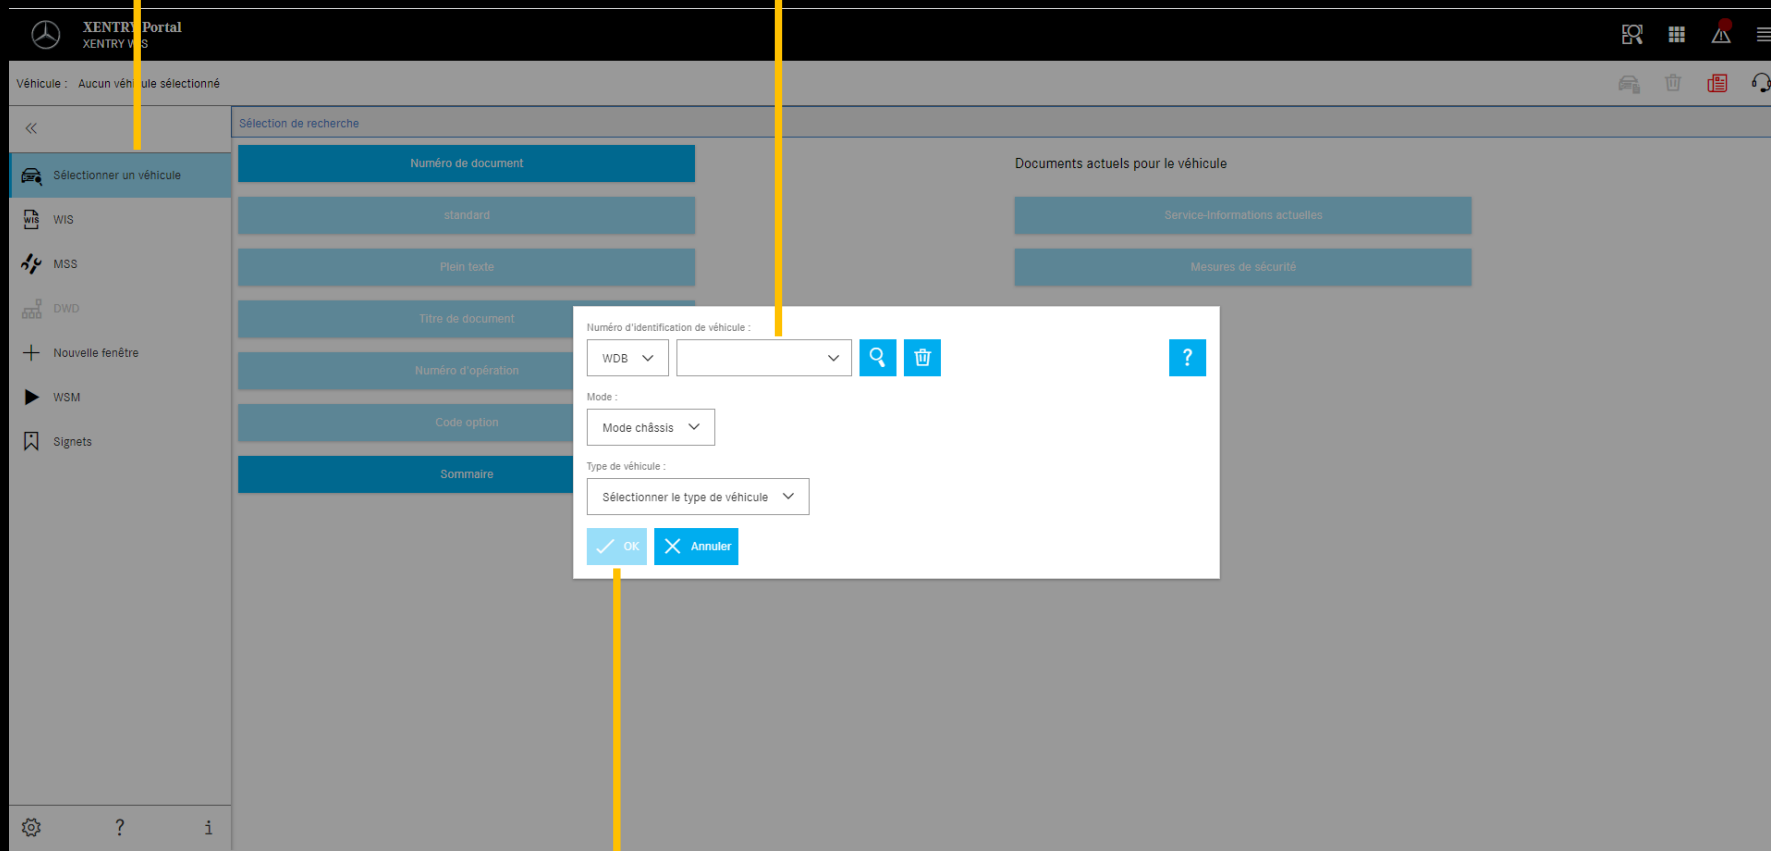 XENTRY Portal
XENTRY WIS
Véhicule : Aucun véhicule sélectionné
Sélection de recherche
Sélectionner un véhicule
WIS
WIS
MSS
DWD
Nouvelle fenêtre
WSM
Signets
? i
Numéro de document
standard
Plein texte
Titre de document
Numéro d'opération
Code option
Sommaire
Documents actuels pour le véhicule
Service-Informations actuelles
Mesures de sécurité
Numéro d'identification de véhicule :
WDB
?
Mode :
Mode châssis
Type de véhicule :
Sélectionner le type de véhicule
OK Annuler